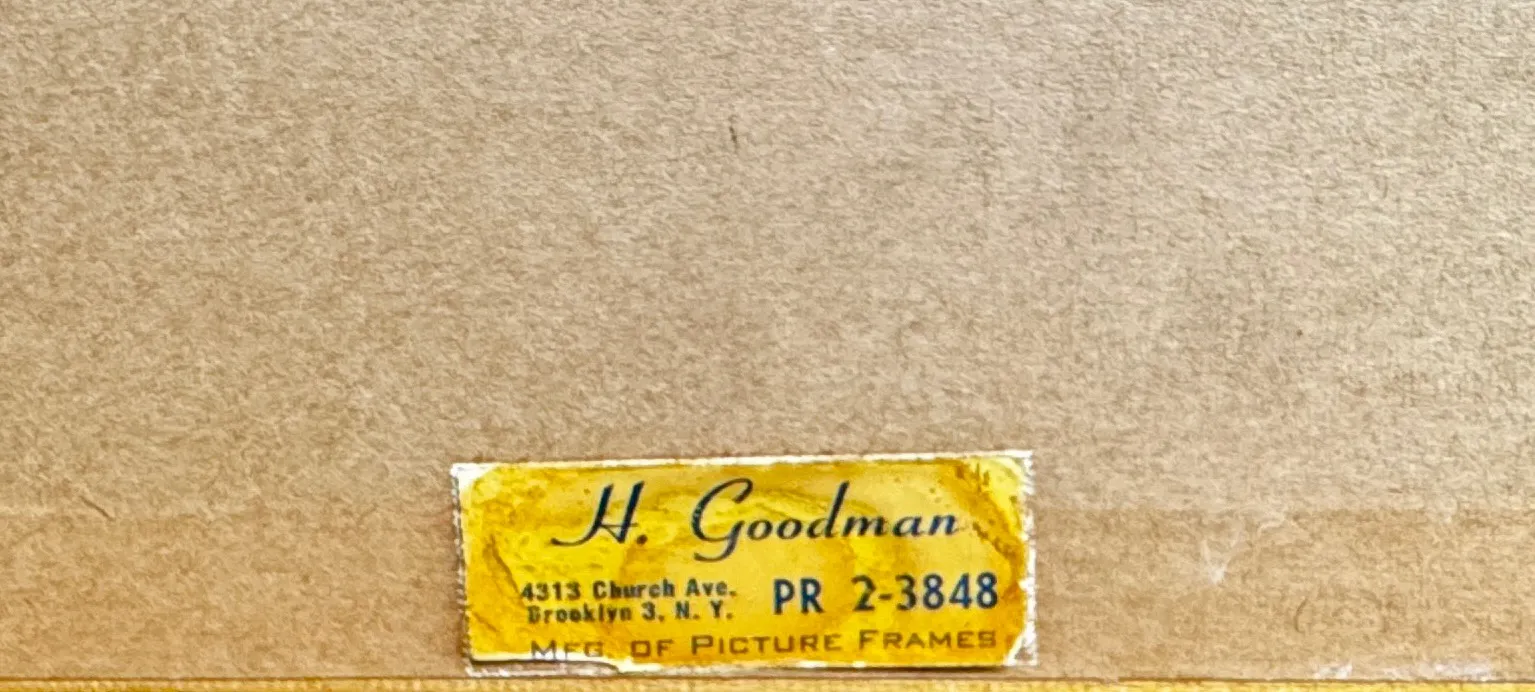 H. Goodman
4313 Church Ave. PR 2-3848
Brooklyn 3, N. Y.
MFG. OF PICTURE FRAMES